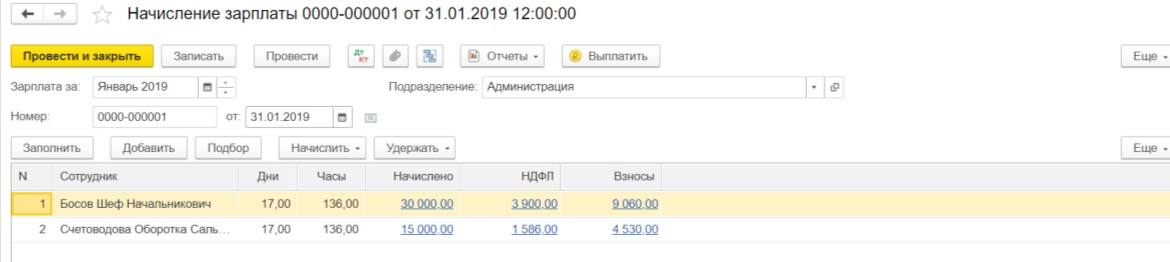 Начисление зарплаты 0000-000001 от 31.01.2019 12:00:00
Провести и закрыть Записать Провести Дт Кт Отчеты Выплатить Еще
Зарплата за: Январь 2019 Подразделение: Администрация
Номер: 0000-000001 от: 31.01.2019
Заполнить Добавить Подбор Начислить Удержать Еще
N Сотрудник Дни Часы Начислено НДФЛ Взносы
1 Босов Шеф Начальникович 17,00 136,00 30 000,00 3 900,00 9 060,00
2 Счетоводова Оборотка Саль... 17,00 136,00 15 000,00 1 586,00 4 530,00